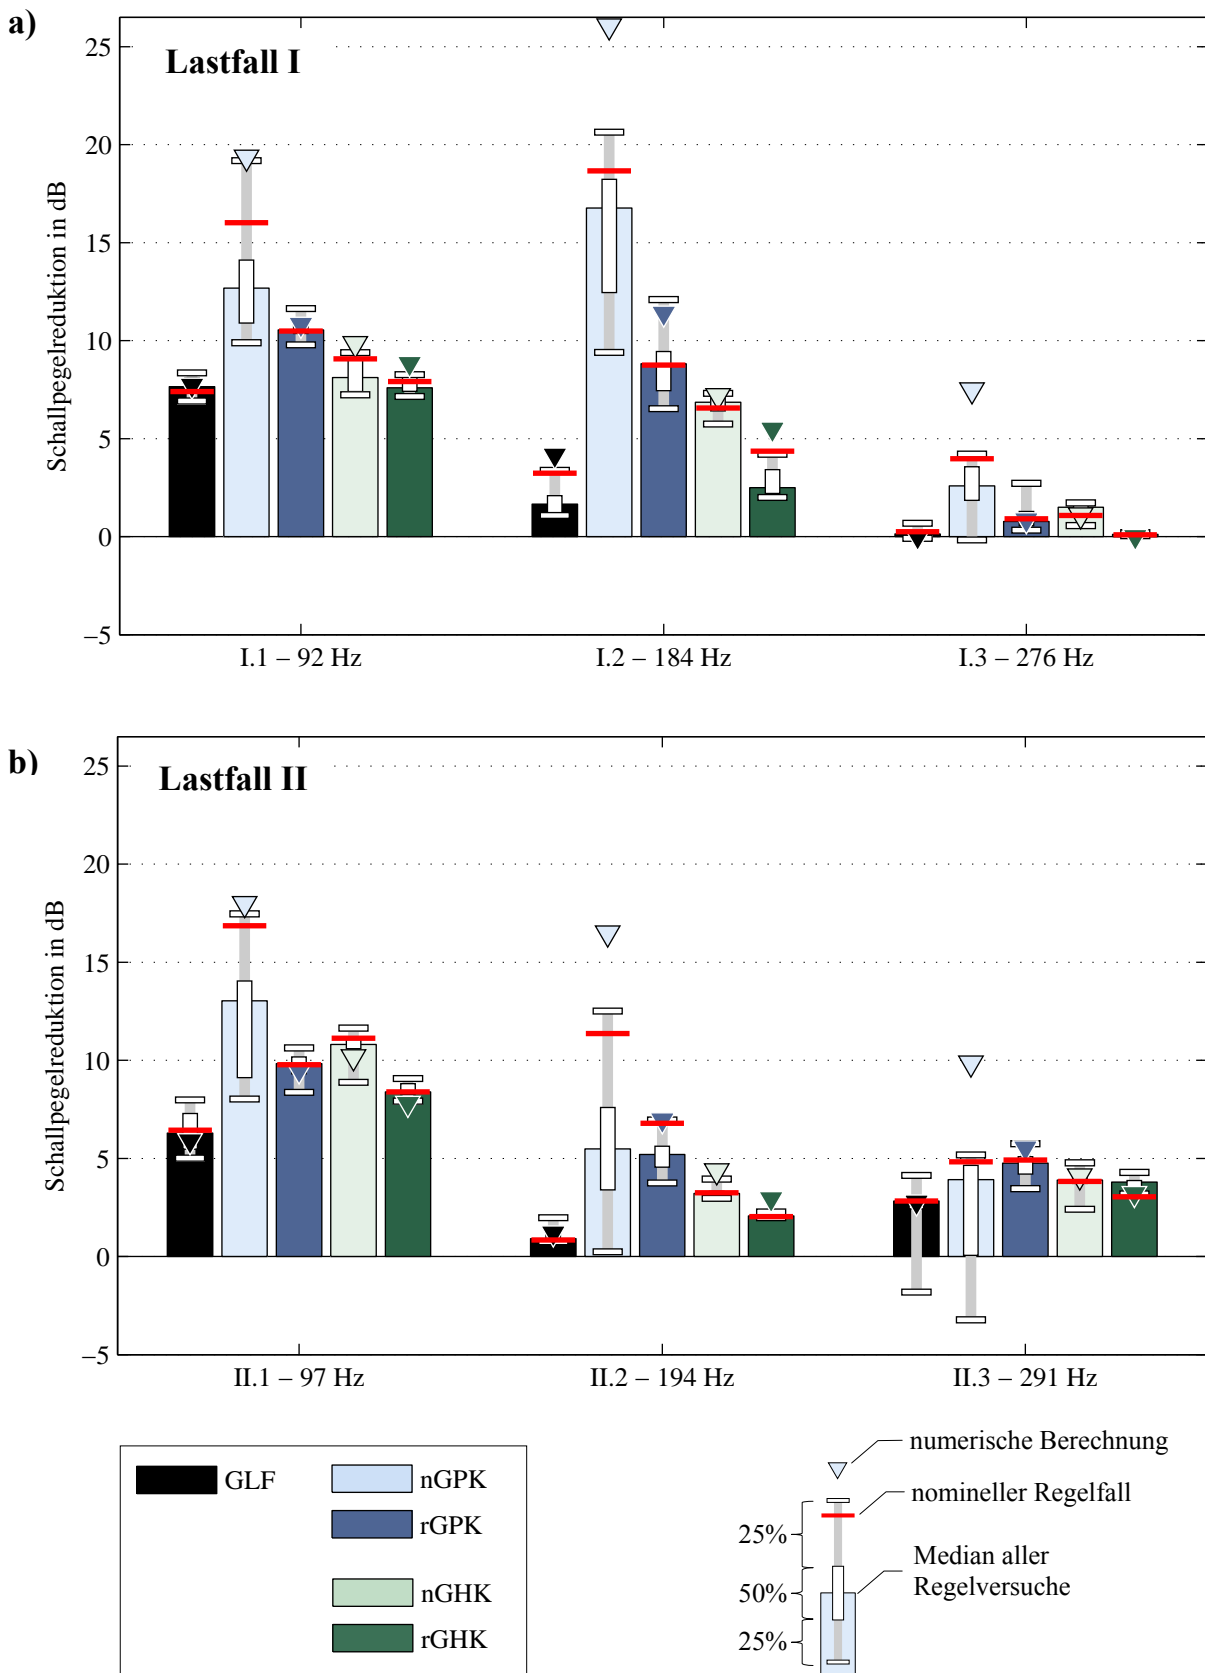 a)
Lastfall I
Schallpegelreduktion in dB
25
20
15
10
5
0
−5
I.1 − 92 Hz
I.2 − 184 Hz
I.3 − 276 Hz
b)
Lastfall II
Schallpegelreduktion in dB
25
20
15
10
5
0
−5
II.1 − 97 Hz
II.2 − 194 Hz
II.3 − 291 Hz
GLF
nGPK
rGPK
nGHK
rGHK
numerische Berechnung
nomineller Regelfall
25%
Median aller
Regelversuche
50%
25%